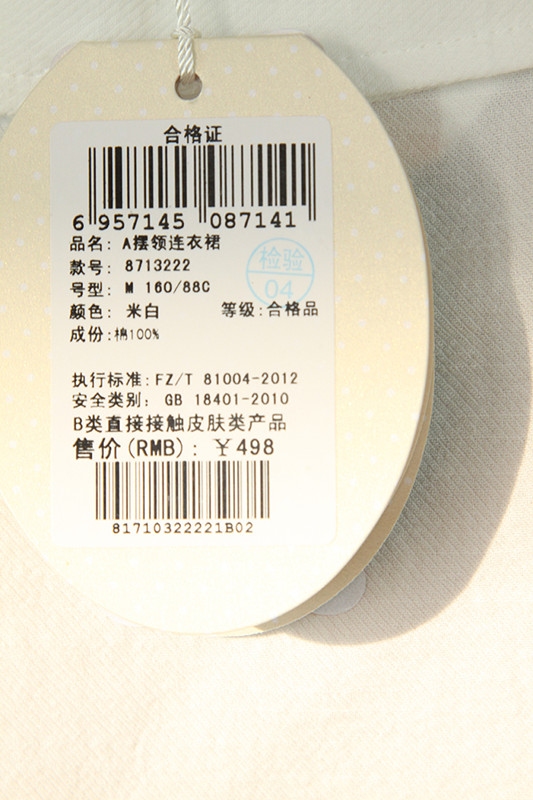 合格证
6 957145 087141
品名: A摆领连衣裙
款号: 8713222
号型: M 160/88C
检验
04
颜色: 米白 等级:合格品
成份:棉100%
执行标准:FZ/T 81004-2012
安全类别: GB 18401-2010
B类直接接触皮肤类产品
售价(RMB): ￥498
81710322221B02